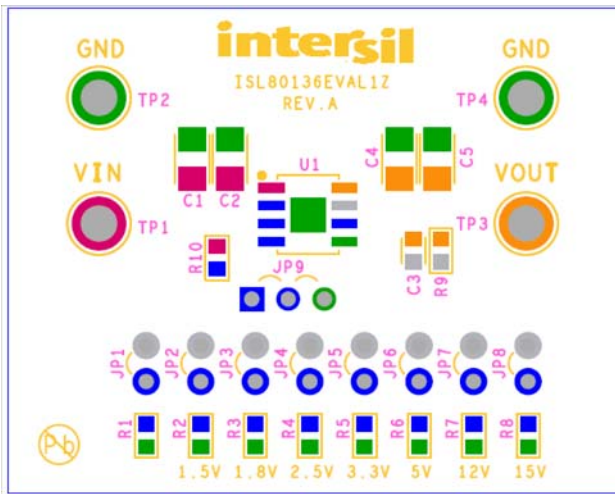 intersil
ISL80136EVAL1Z
REV.A
GND
GND
TP2
TP4
VIN
VOUT
TP1
TP3
C1
C2
C4
C5
U1
R10
C3
R9
JP9
JP1
JP2
JP3
JP4
JP5
JP6
JP7
JP8
R1
R2
R3
R4
R5
R6
R7
R8
Pb
1.5V
1.8V
2.5V
3.3V
5V
12V
15V